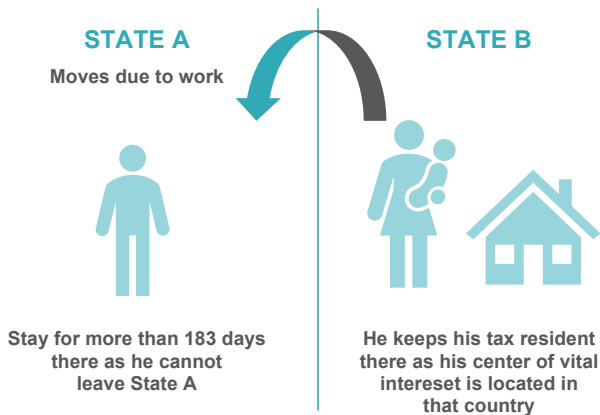 STATE A
Moves due to work
Stay for more than 183 days
there as he cannot
leave State A
STATE B
He keeps his tax resident
there as his center of vital
intereset is located in
that country